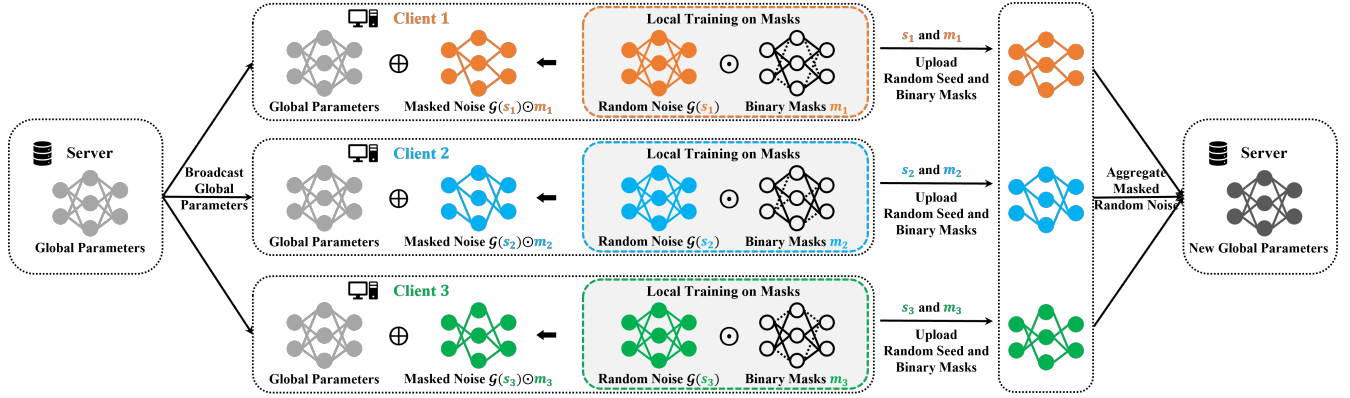 Server
Global Parameters
Broadcast
Global
Parameters
Client 1
Global Parameters
⊕
Masked Noise 𝒢(s₁)⊙m₁
Local Training on Masks
Random Noise 𝒢(s₁)
⊙
Binary Masks m₁
s₁ and m₁
Upload
Random Seed and
Binary Masks
Client 2
Global Parameters
⊕
Masked Noise 𝒢(s₂)⊙m₂
Local Training on Masks
Random Noise 𝒢(s₂)
⊙
Binary Masks m₂
s₂ and m₂
Upload
Random Seed and
Binary Masks
Client 3
Global Parameters
⊕
Masked Noise 𝒢(s₃)⊙m₃
Local Training on Masks
Random Noise 𝒢(s₃)
⊙
Binary Masks m₃
s₃ and m₃
Upload
Random Seed and
Binary Masks
Aggregate
Masked
Random Noise
Server
New Global Parameters